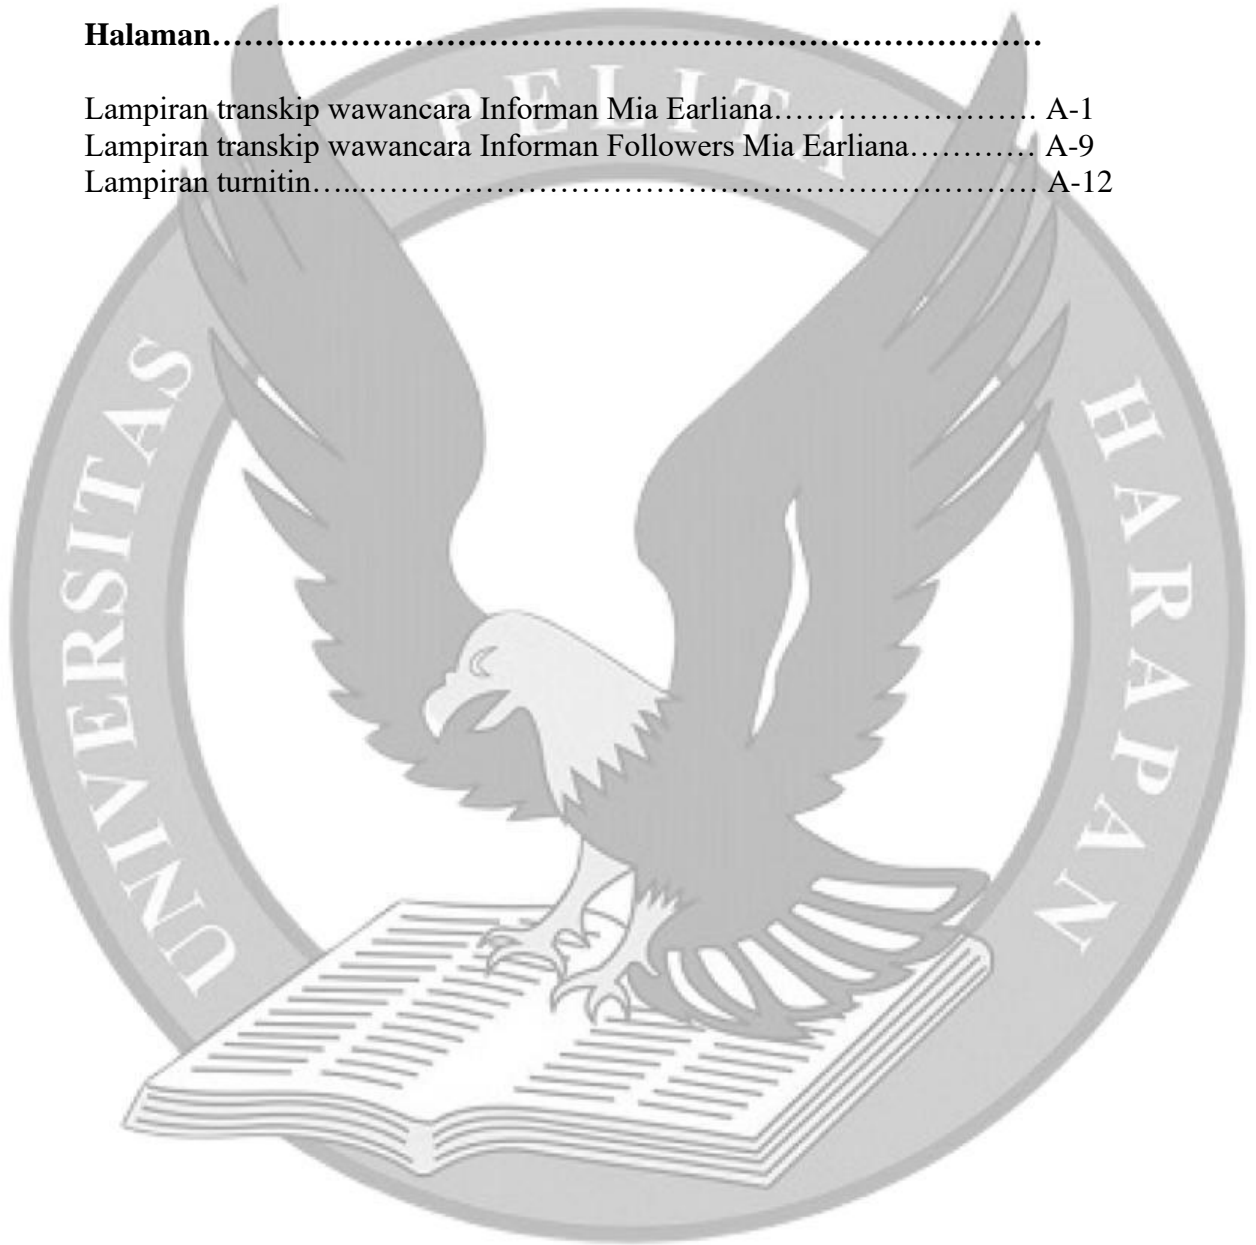 Halaman…………………………………………………………………….
Lampiran transkip wawancara Informan Mia Earliana……………………. A-1
Lampiran transkip wawancara Informan Followers Mia Earliana………… A-9
Lampiran turnitin…..………………………………………………………. A-12
UNIVERSITAS PELITA HARAPAN